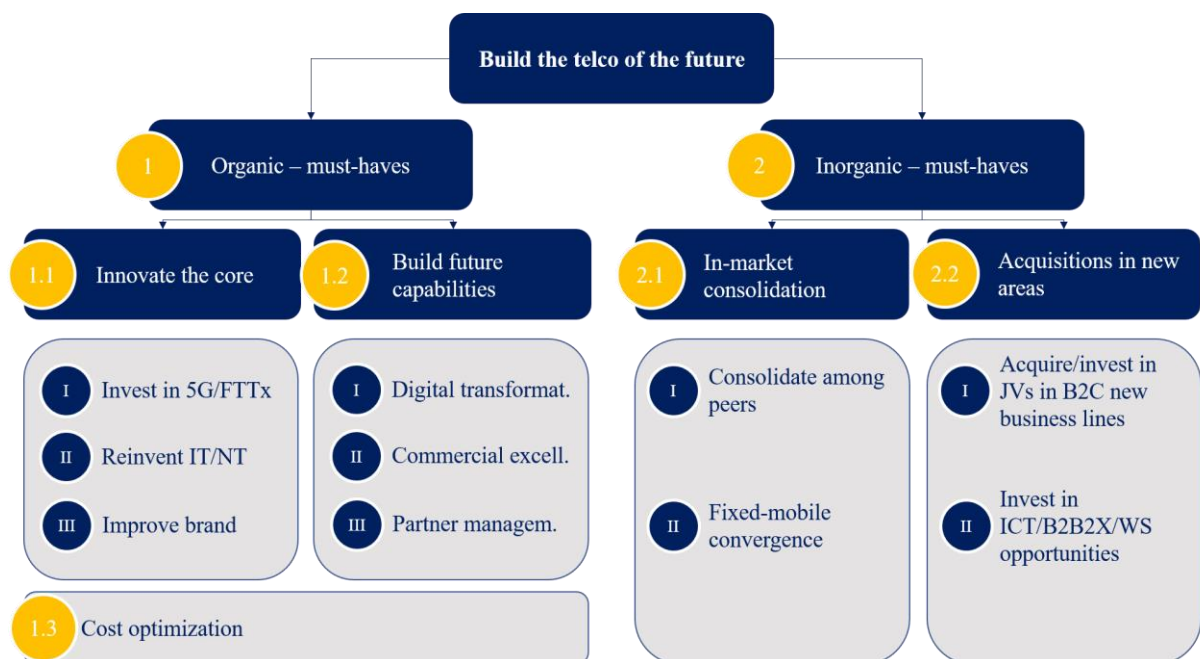 Build the telco of the future
1
Organic – must-haves
2
Inorganic – must-haves
1.1
Innovate the core
1.2
Build future
capabilities
2.1
In-market
consolidation
2.2
Acquisitions in new
areas
I
Invest in 5G/FTTx
II
Reinvent IT/NT
III
Improve brand
I
Digital transformat.
II
Commercial excell.
III
Partner managem.
I
Consolidate among
peers
II
Fixed-mobile
convergence
I
Acquire/invest in
JVs in B2C new
business lines
II
Invest in
ICT/B2B2X/WS
opportunities
1.3
Cost optimization